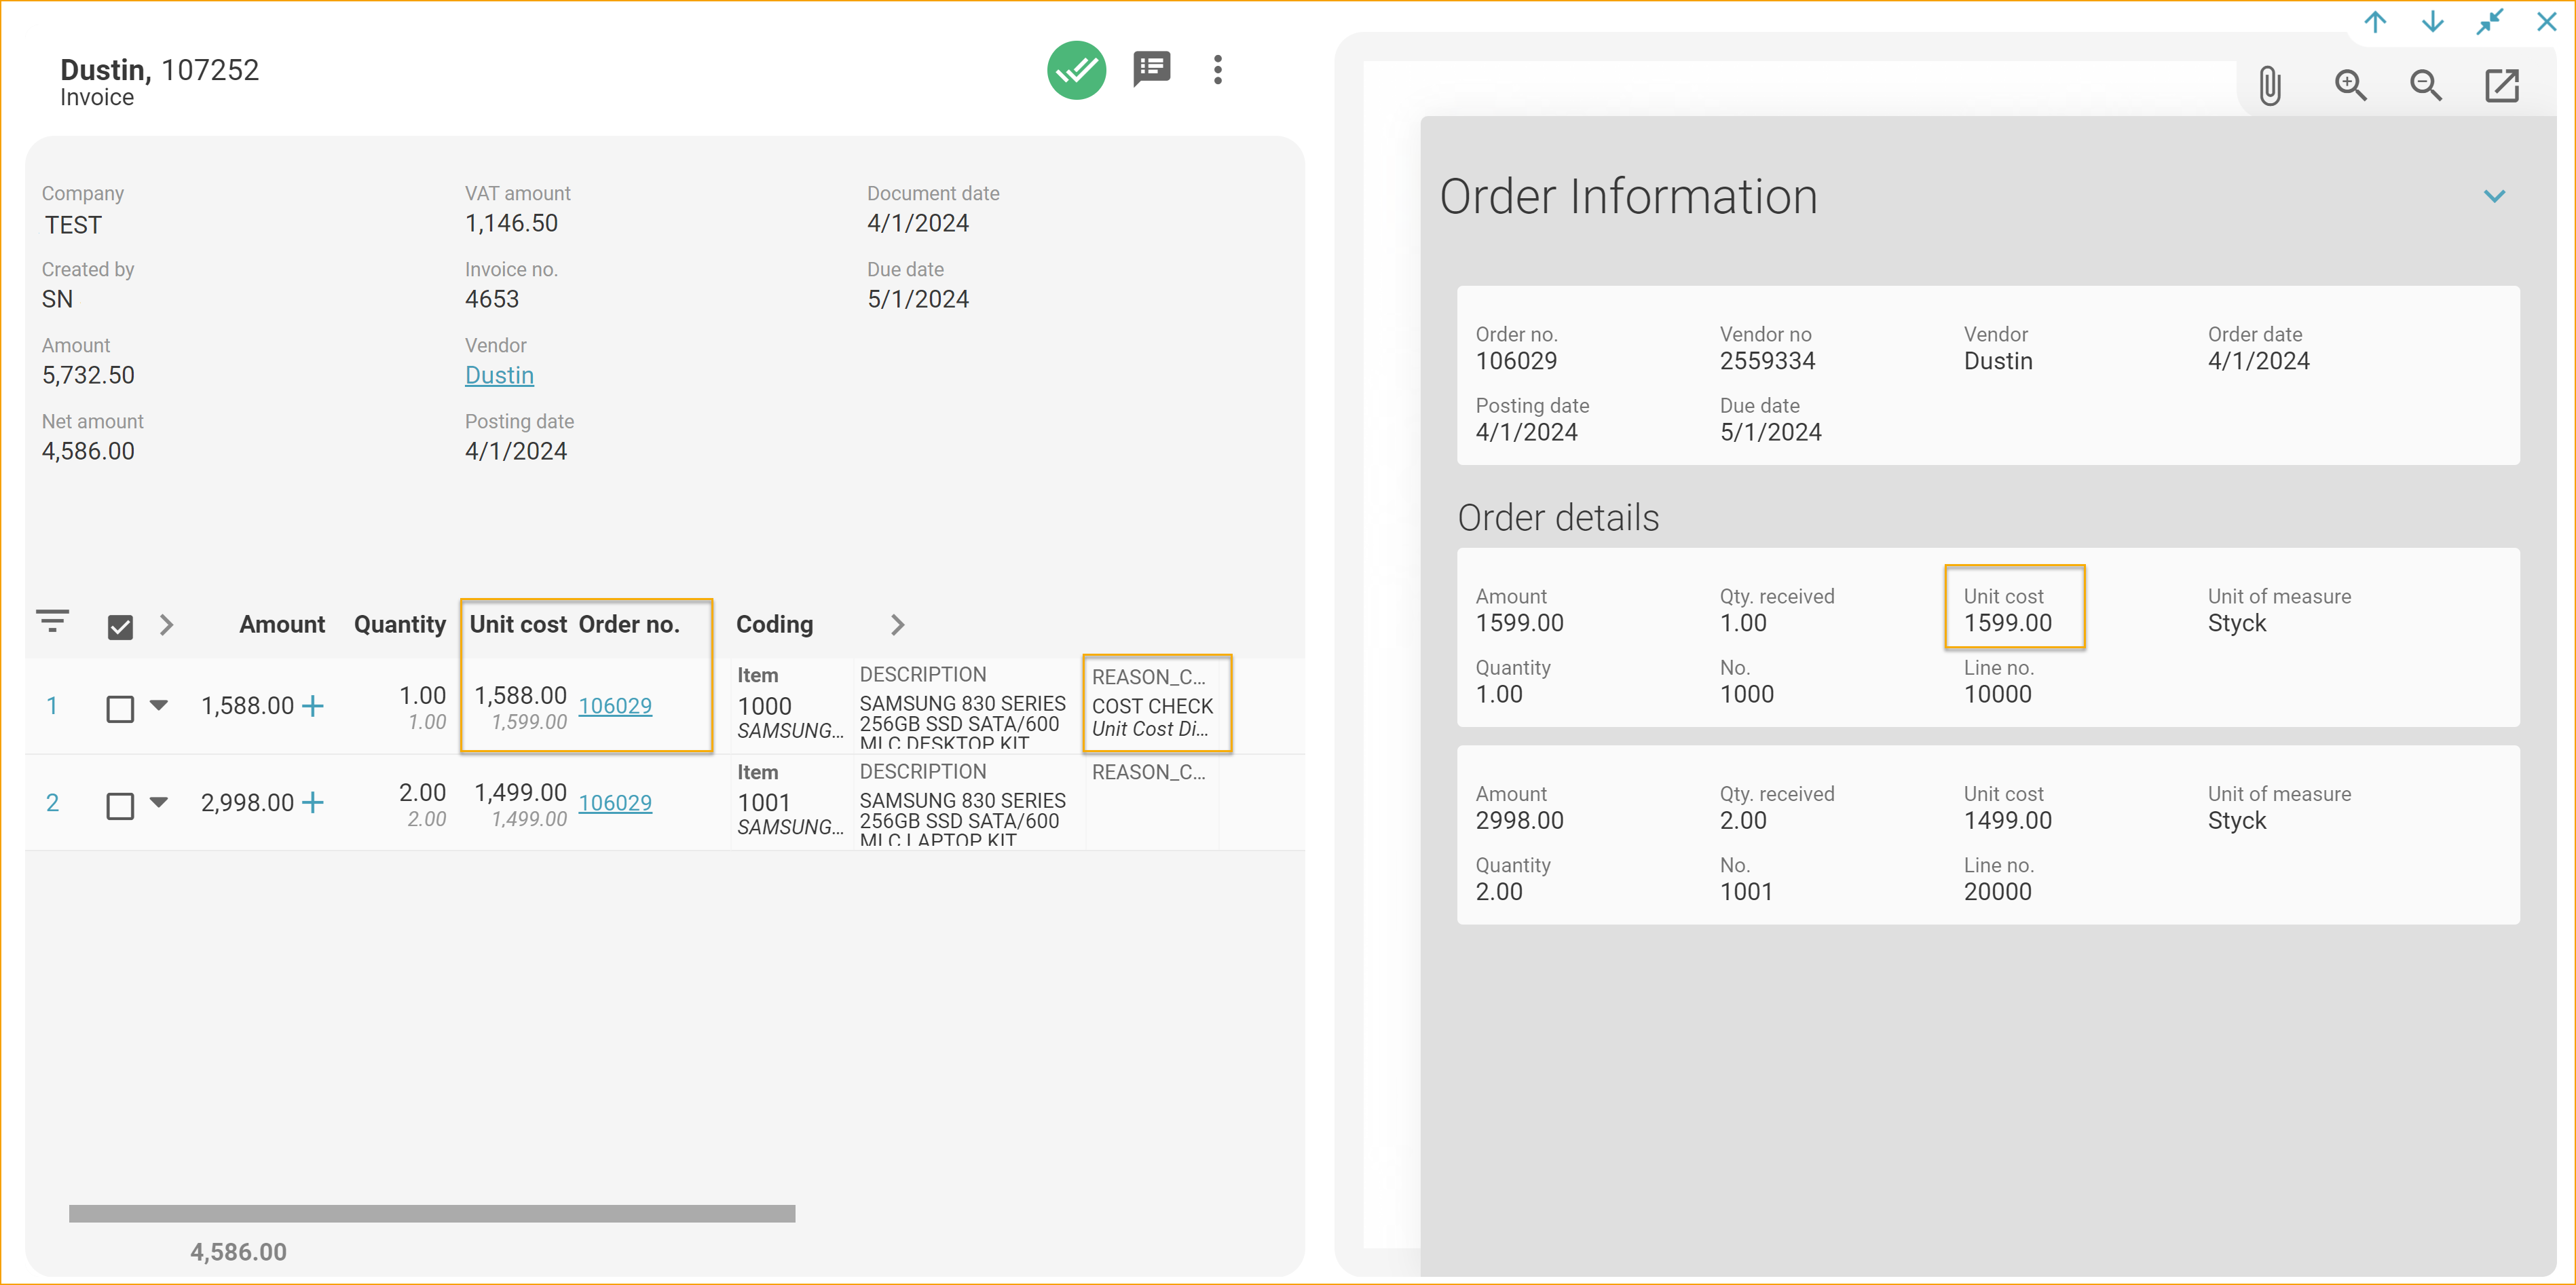 Dustin, 107252
Invoice
Company
TEST
VAT amount
1,146.50
Document date
4/1/2024
Created by
SN
Invoice no.
4653
Due date
5/1/2024
Amount
5,732.50
Vendor
Dustin
Net amount
4,586.00
Posting date
4/1/2024
Amount Quantity Unit cost Order no. Coding
1 1,588.00 1.00 1,588.00 106029
1.00 1,599.00
Item
1000
SAMSUNG...
DESCRIPTION
SAMSUNG 830 SERIES
256GB SSD SATA/600
MLC DESKTOP KIT
REASON_C...
COST CHECK
Unit Cost Di...
2 2,998.00 2.00 1,499.00 106029
2.00 1,499.00
Item
1001
SAMSUNG...
DESCRIPTION
SAMSUNG 830 SERIES
256GB SSD SATA/600
MLC LAPTOP KIT
REASON_C...
4,586.00
Order Information
Order no. Vendor no Vendor Order date
106029 2559334 Dustin 4/1/2024
Posting date Due date
4/1/2024 5/1/2024
Order details
Amount Qty. received Unit cost Unit of measure
1599.00 1.00 1599.00 Styck
Quantity No. Line no.
1.00 1000 10000
Amount Qty. received Unit cost Unit of measure
2998.00 2.00 1499.00 Styck
Quantity No. Line no.
2.00 1001 20000